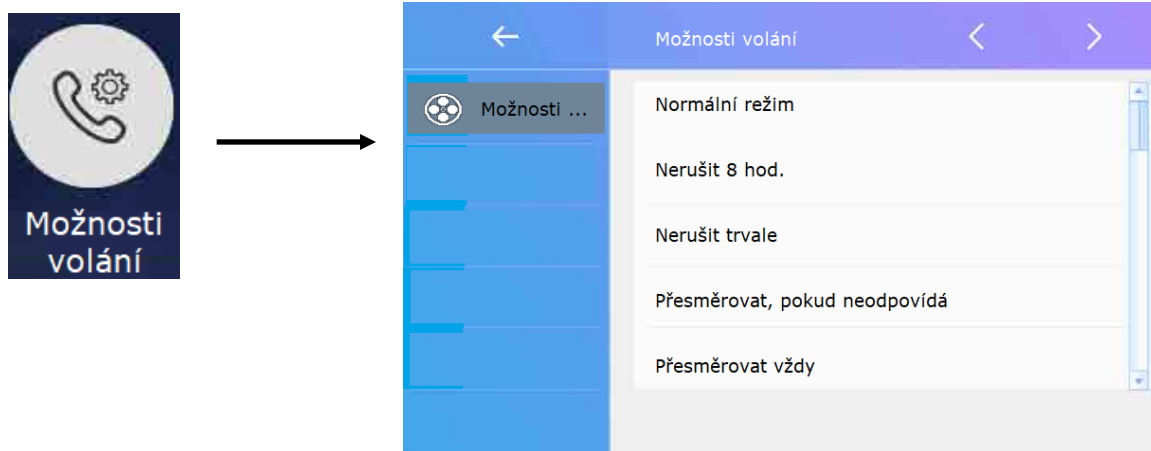 Možnosti
volání
Možnosti volání
Možnosti ...
Normální režim
Nerušit 8 hod.
Nerušit trvale
Přesměrovat, pokud neodpovídá
Přesměrovat vždy